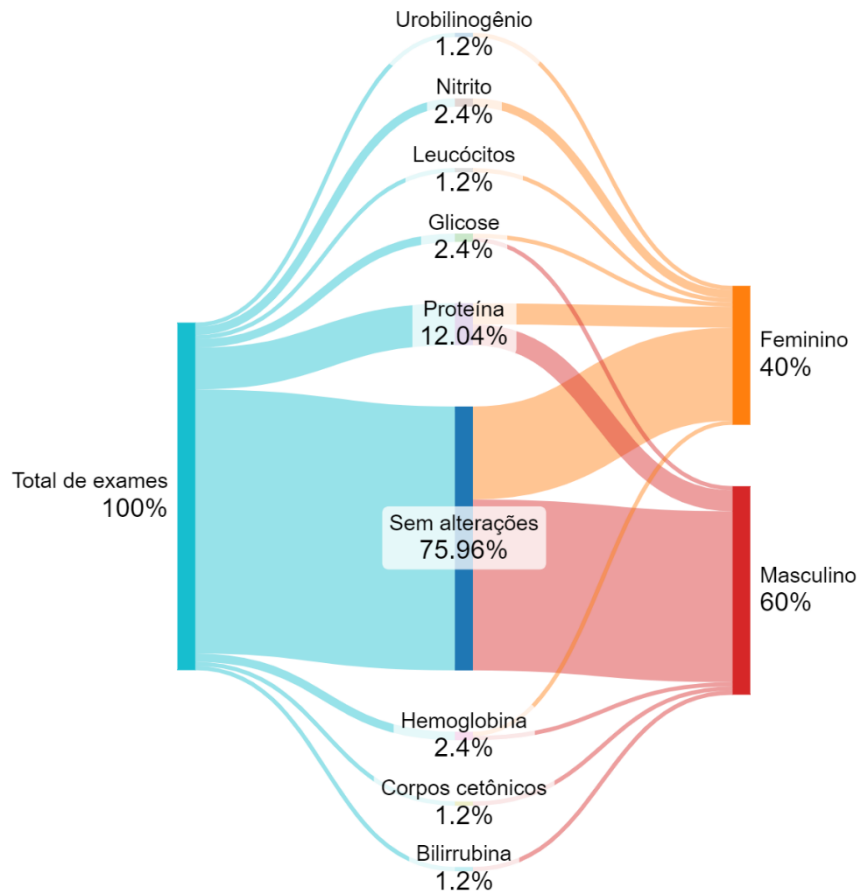 Urobilinogênio
1.2%
Nitrito
2.4%
Leucócitos
1.2%
Glicose
2.4%
Proteína
12.04%
Feminino
40%
Total de exames
100%
Sem alterações
75.96%
Masculino
60%
Hemoglobina
2.4%
Corpos cetônicos
1.2%
Bilirrubina
1.2%